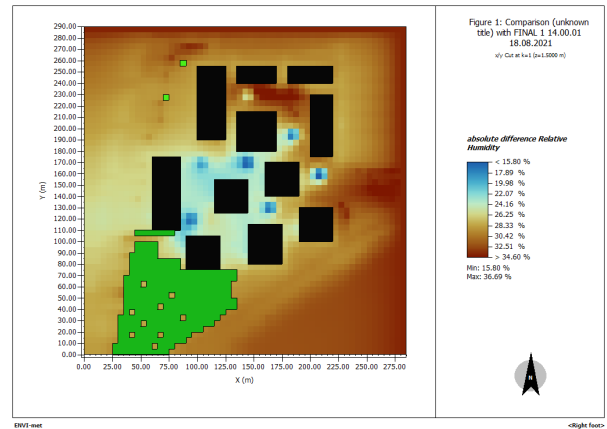 Figure 1: Comparison (unknown
title) with FINAL 1 14.00.01
18.08.2021
x/y Cut at k=1 (z=1.5000 m)
290.00
280.00
270.00
260.00
250.00
240.00
230.00
220.00
210.00
200.00
190.00
180.00
170.00
160.00
150.00
140.00
130.00
120.00
110.00
100.00
90.00
80.00
70.00
60.00
50.00
40.00
30.00
20.00
10.00
0.00
Y (m)
0.00 25.00 50.00 75.00 100.00 125.00 150.00 175.00 200.00 225.00 250.00 275.00
X (m)
absolute difference Relative
Humidity
< 15.80 %
17.89 %
19.98 %
22.07 %
24.16 %
26.25 %
28.33 %
30.42 %
32.51 %
> 34.60 %
Min: 15.80 %
Max: 36.69 %
N
ENVI-met
<Right foot>